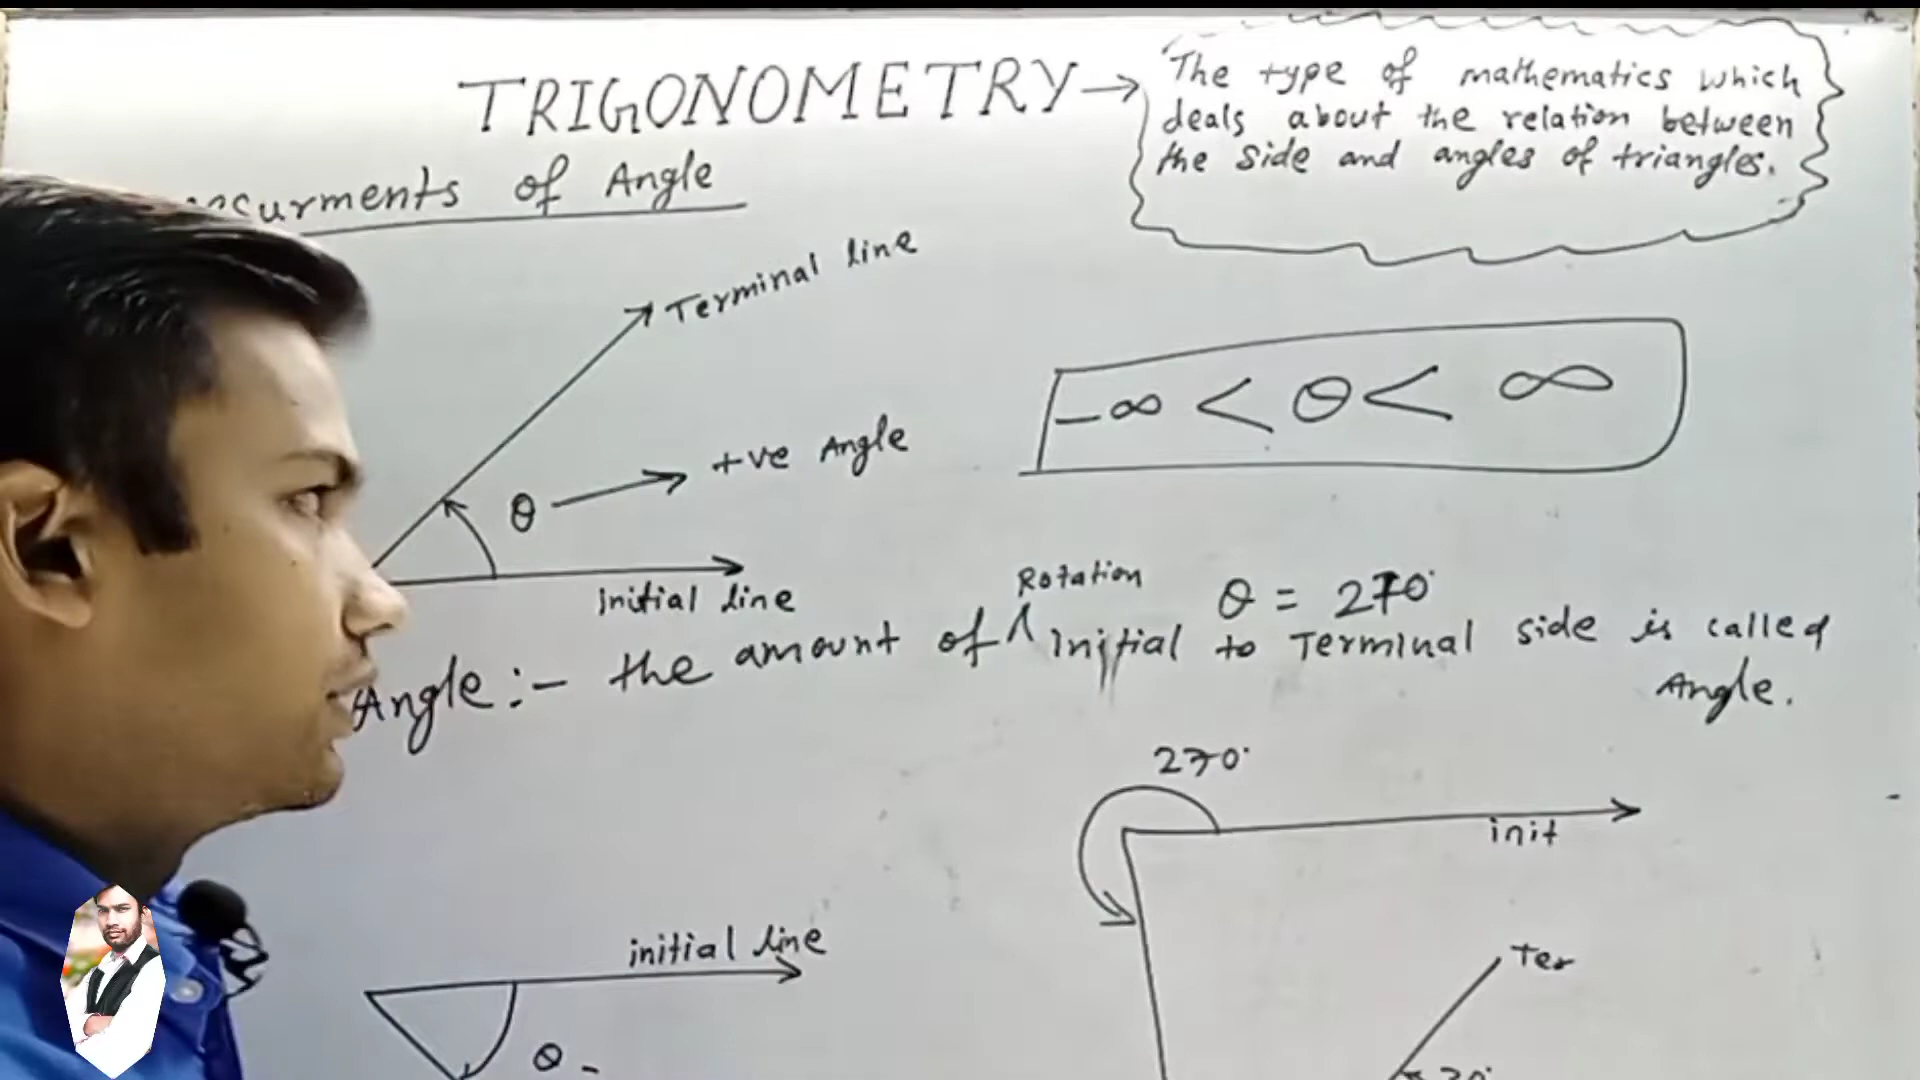 TRIGONOMETRY → The type of mathematics which
deals about the relation between
the side and angles of triangles.
surments of Angle
Terminal line
-∞ < θ < ∞
θ → +ve Angle
Initial line
Rotation
θ = 270°
Angle :- the amount of ^ Initial to Terminal side is called
Angle.
270°
init
initial line
Ter
θ -
30°